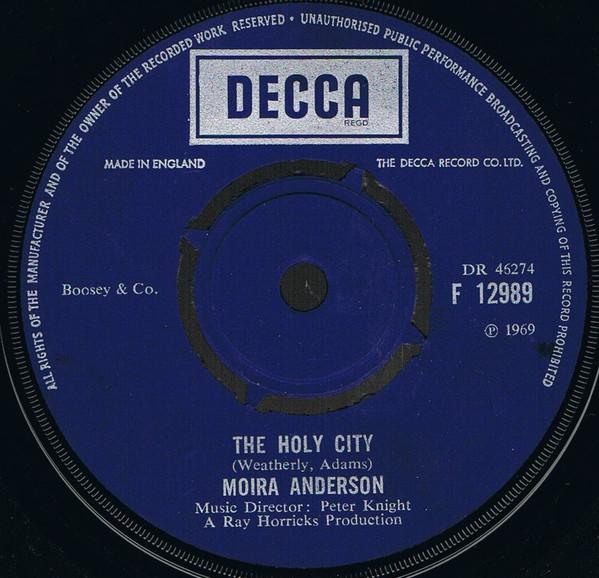 ALL RIGHTS OF THE MANUFACTURER AND OF THE OWNER OF THE RECORDED WORK RESERVED • UNAUTHORISED PUBLIC PERFORMANCE BROADCASTING AND COPYING OF THIS RECORD PROHIBITED
DECCA
REGD
MADE IN ENGLAND
THE DECCA RECORD CO. LTD.
Boosey & Co.
DR 46274
F 12989
℗ 1969
THE HOLY CITY
(Weatherly, Adams)
MOIRA ANDERSON
Music Director: Peter Knight
A Ray Horricks Production